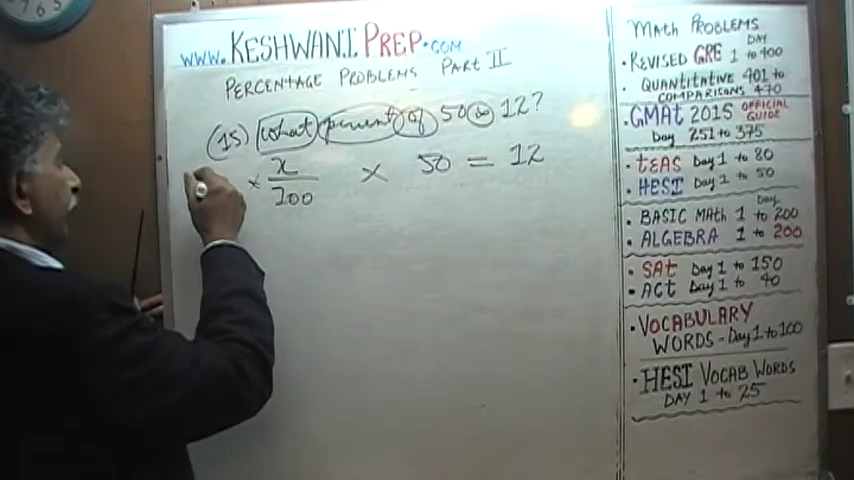 www.KESHWANI PREP.COM
PERCENTAGE PROBLEMS PART II
(15) What percent of 50 is 12?
x x
100
x 50 = 12
MATH PROBLEMS
DAY
• REVISED GRE 1 to 400
• QUANTITATIVE 401 to
COMPARISONS 470
• GMAT 2015 OFFICIAL GUIDE
DAY 251 to 375
• TEAS Day 1 to 80
• HESI Day 1 to 50
Day
• BASIC MATH 1 to 200
• ALGEBRA 1 to 200
• SAT Day 1 to 150
• ACT Day 1 to 40
• VOCABULARY
WORDS - Day 1 to 100
• HESI VOCAB WORDS
DAY 1 to 25